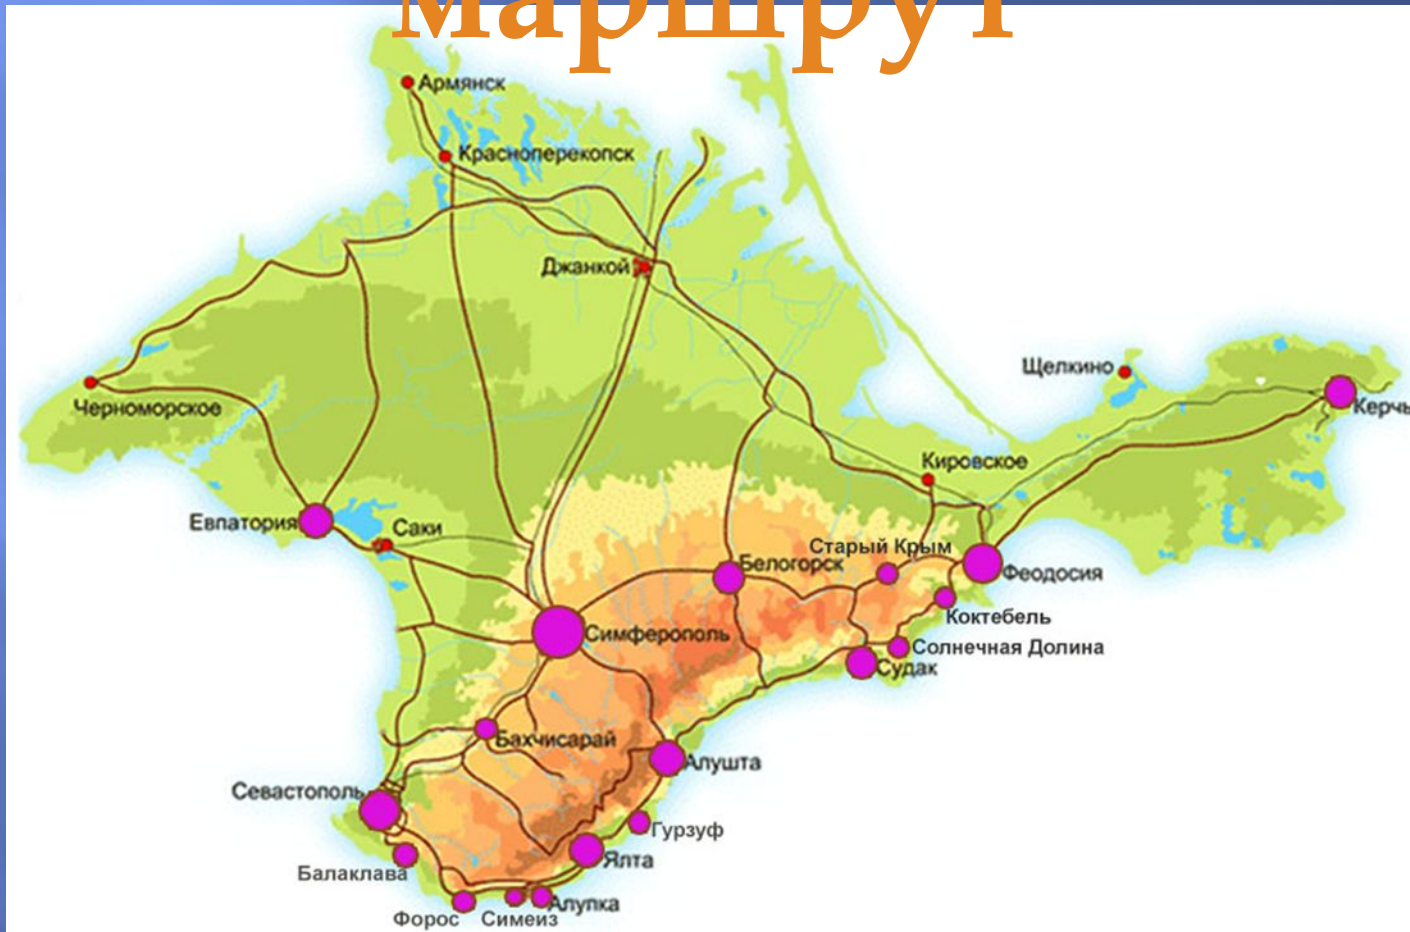 маршрут
Армянск
Красноперекопск
Джанкой
Щелкино
Керчь
Черноморское
Кировское
Евпатория
Саки
Старый Крым
Белогорск
Феодосия
Коктебель
Симферополь
Солнечная Долина
Судак
Бахчисарай
Алушта
Севастополь
Гурзуф
Ялта
Балаклава
Алупка
Форос
Симеиз